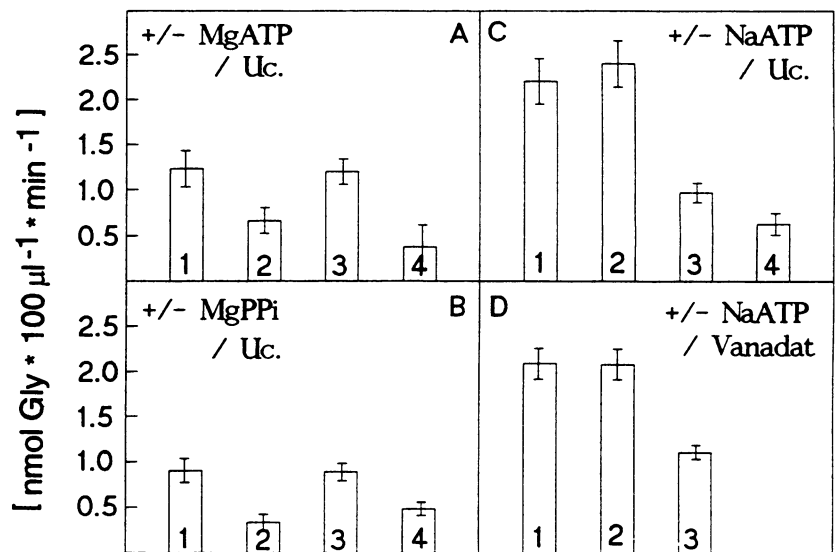 [ nmol Gly * 100 µl⁻¹ * min⁻¹ ]
+/- MgATP
/ Uc.
A
2.5
2.0
1.5
1.0
0.5
1 2 3 4
C
+/- NaATP
/ Uc.
1 2 3 4
+/- MgPPi
/ Uc.
B
2.5
2.0
1.5
1.0
0.5
1 2 3 4
D
+/- NaATP
/ Vanadat
1 2 3